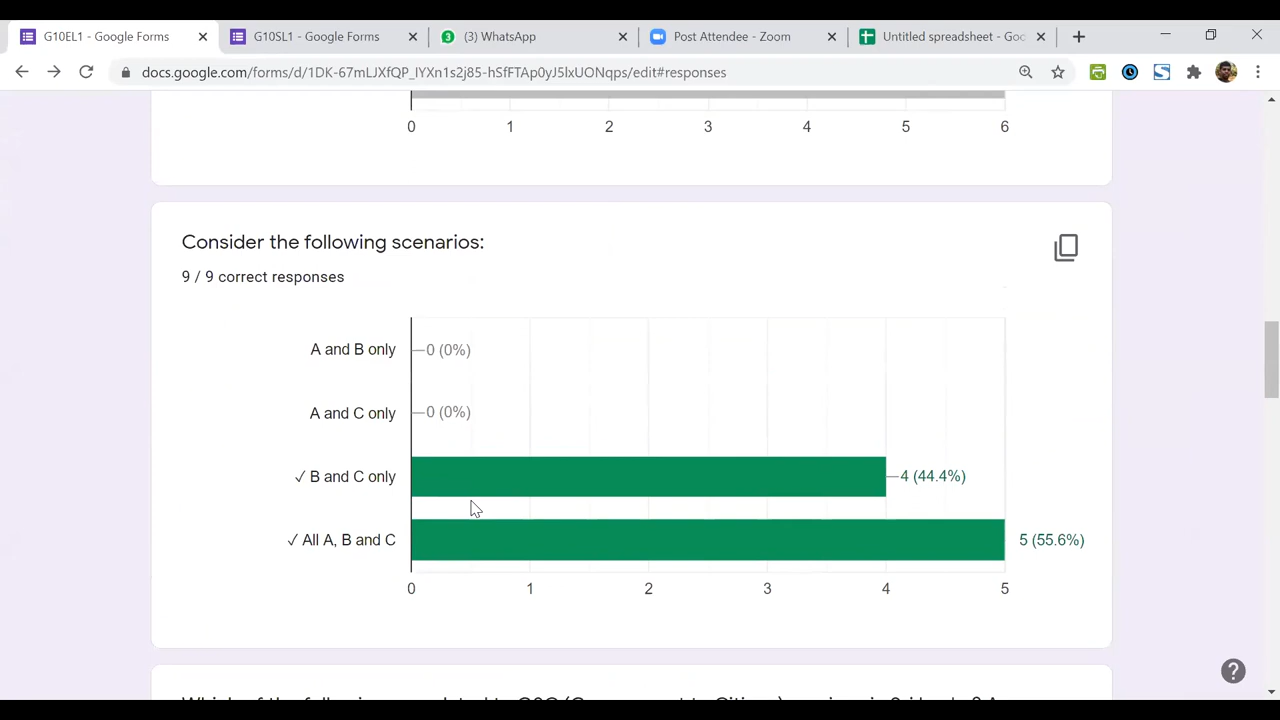 G10EL1 - Google Forms
G10SL1 - Google Forms
3
(3) WhatsApp
Post Attendee - Zoom
Untitled spreadsheet - Goo
docs.google.com/forms/d/1DK-67mLJXfQP_IYXn1s2j85-hSfFTAp0yJ5lxUONqps/edit#responses
0 1 2 3 4 5 6
Consider the following scenarios:
9 / 9 correct responses
A and B only 0 (0%)
A and C only 0 (0%)
✓ B and C only 4 (44.4%)
✓ All A, B and C 5 (55.6%)
0 1 2 3 4 5